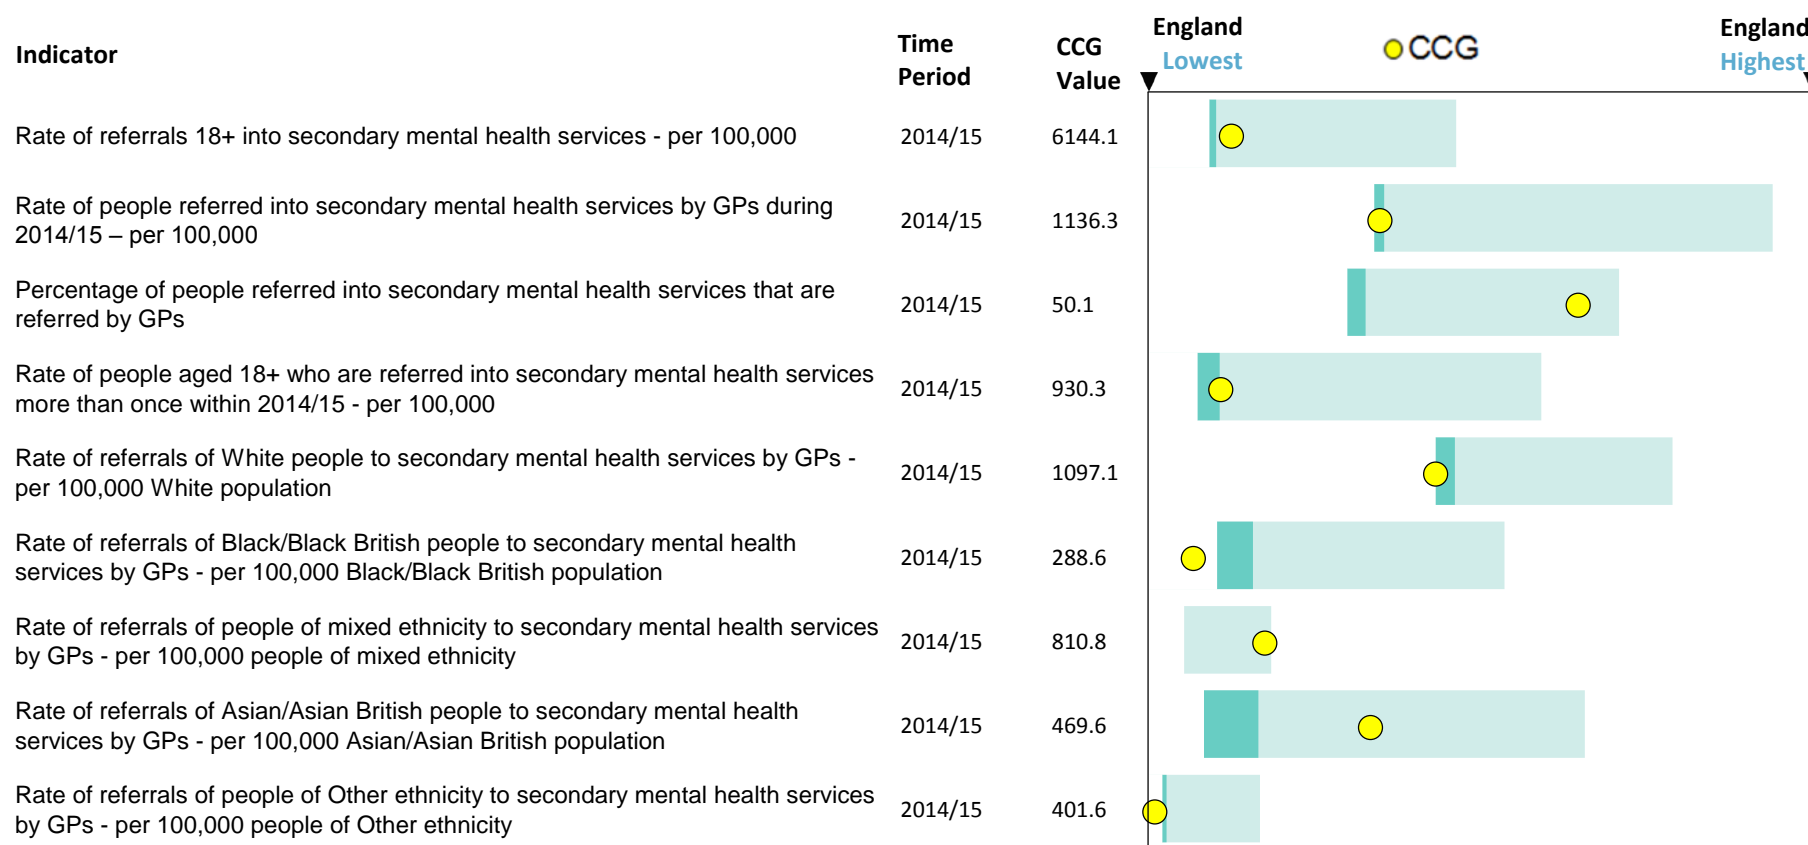 Indicator
Time
Period
CCG
Value
England
Lowest
CCG
England
Highest
Rate of referrals 18+ into secondary mental health services - per 100,000
2014/15
6144.1
Rate of people referred into secondary mental health services by GPs during
2014/15 – per 100,000
2014/15
1136.3
Percentage of people referred into secondary mental health services that are
referred by GPs
2014/15
50.1
Rate of people aged 18+ who are referred into secondary mental health services
more than once within 2014/15 - per 100,000
2014/15
930.3
Rate of referrals of White people to secondary mental health services by GPs -
per 100,000 White population
2014/15
1097.1
Rate of referrals of Black/Black British people to secondary mental health
services by GPs - per 100,000 Black/Black British population
2014/15
288.6
Rate of referrals of people of mixed ethnicity to secondary mental health services
by GPs - per 100,000 people of mixed ethnicity
2014/15
810.8
Rate of referrals of Asian/Asian British people to secondary mental health
services by GPs - per 100,000 Asian/Asian British population
2014/15
469.6
Rate of referrals of people of Other ethnicity to secondary mental health services
by GPs - per 100,000 people of Other ethnicity
2014/15
401.6